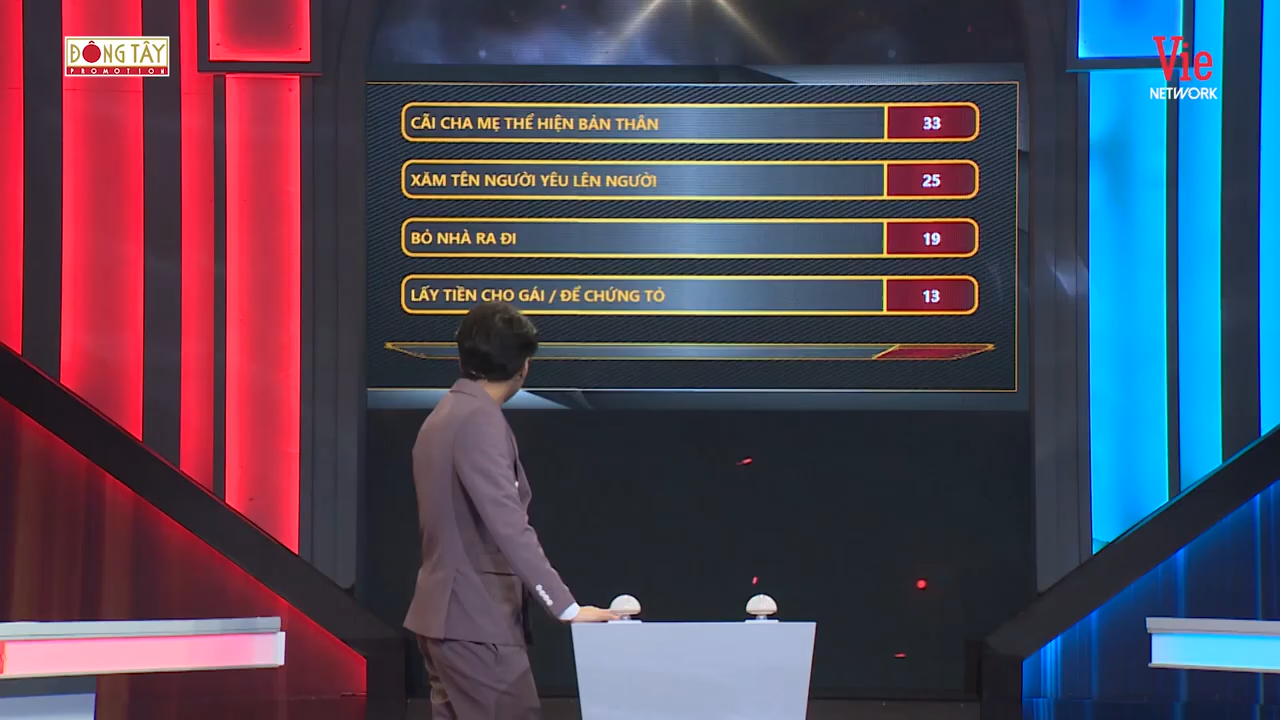 ĐÔNG TÂY
PROMOTION
Vie
NETWORK
CÃI CHA MẸ THỂ HIỆN BẢN THÂN 33
XĂM TÊN NGƯỜI YÊU LÊN NGƯỜI 25
BỎ NHÀ RA ĐI 19
LẤY TIỀN CHO GÁI / ĐỂ CHỨNG TỎ 13